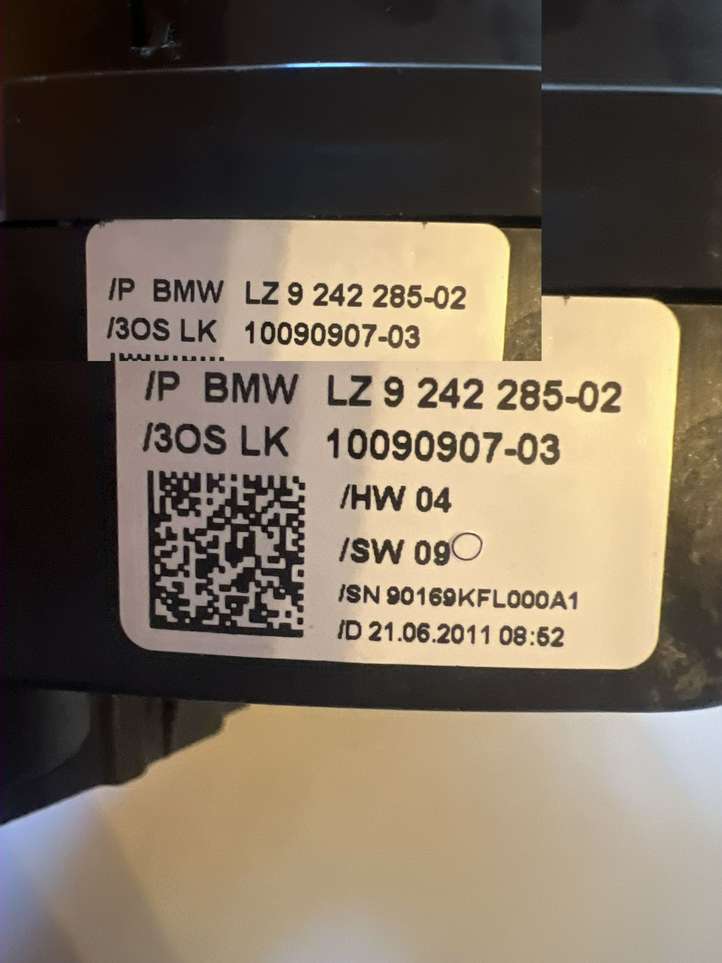 /P BMW LZ 9 242 285-02
/3OS LK 10090907-03
/P BMW LZ 9 242 285-02
/3OS LK 10090907-03
/HW 04
/SW 09
/SN 90169KFL000A1
/D 21.06.2011 08:52